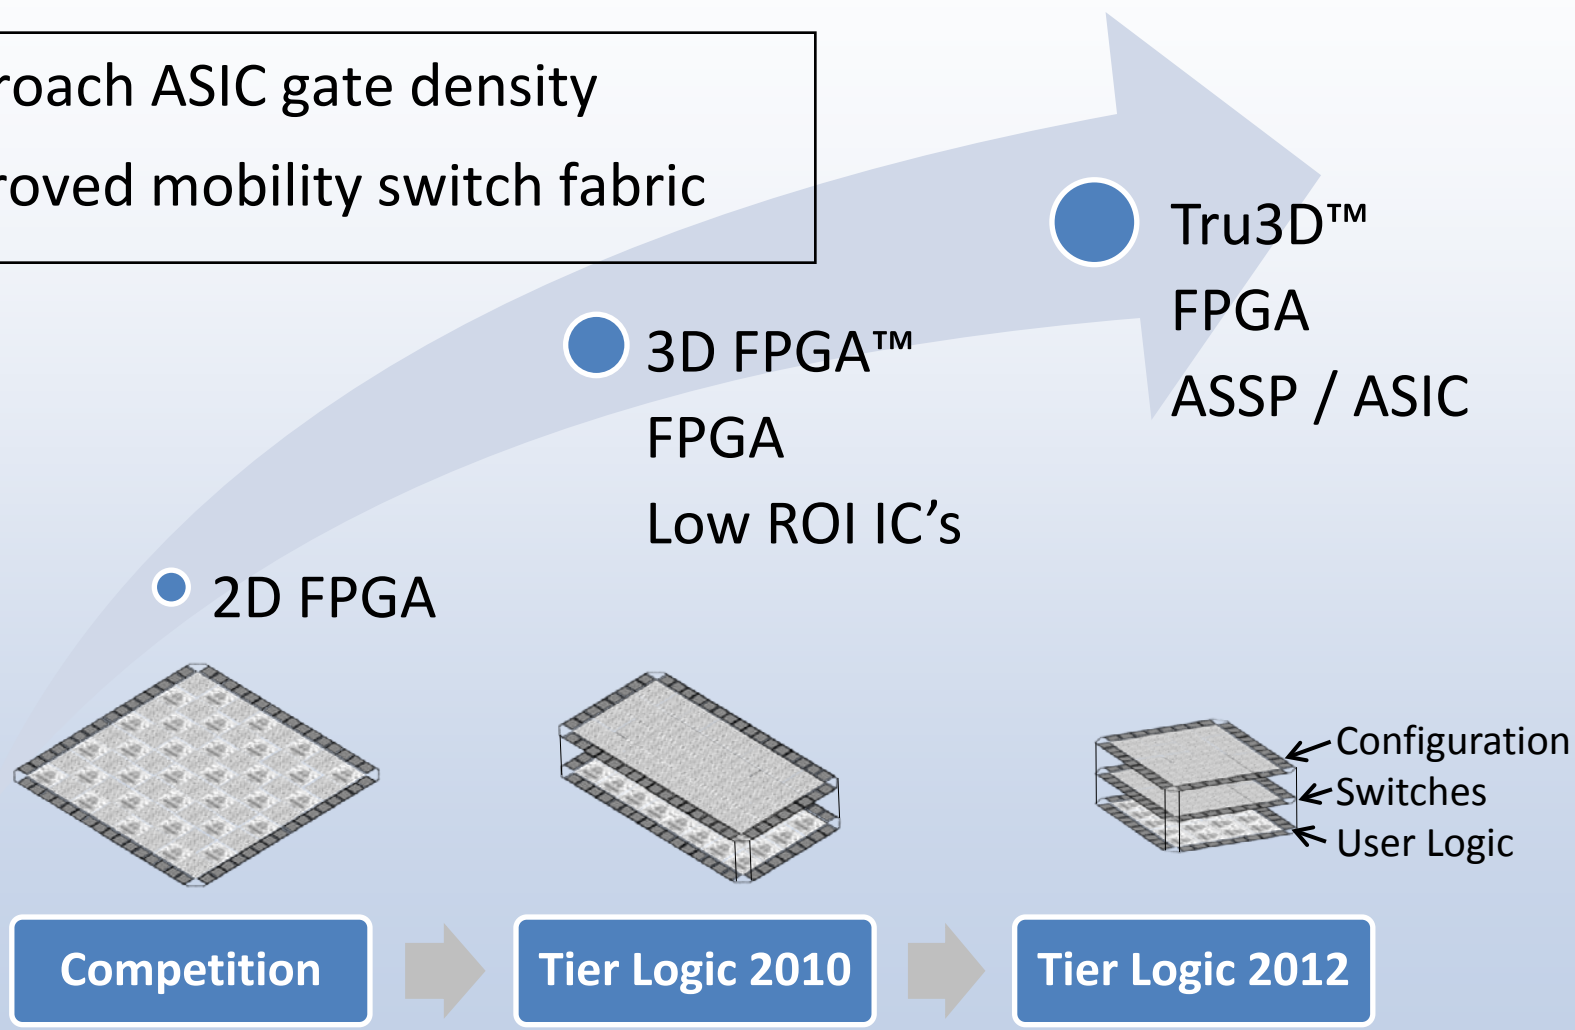 roach ASIC gate density
roved mobility switch fabric
Tru3D™
FPGA
ASSP / ASIC
3D FPGA™
FPGA
Low ROI IC’s
2D FPGA
Configuration
Switches
User Logic
Competition
Tier Logic 2010
Tier Logic 2012